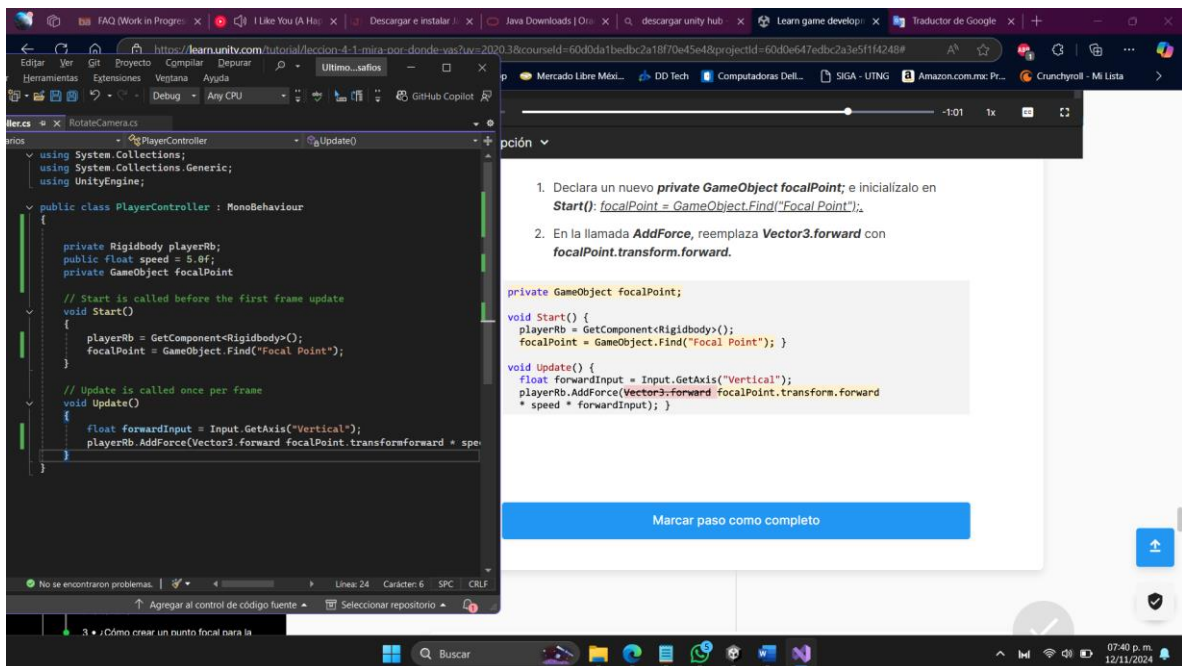 FAQ (Work in Progres
I Like You (A Hap
Descargar e instalar J
Java Downloads | Ora
descargar unity hub
Learn game developm
Traductor de Google
https://learn.unity.com/tutorial/leccion-4-1-mira-por-donde-vas?uv=2020.3&courseId=60d0da1bedbc2a18f70e45e4&projectId=60d0e647edbc2a3e5f1f4248#
Editar Ver Git Proyecto Compilar Depurar
Ultimo...safios
Herramientas Extensiones Ventana Ayuda
Mercado Libre Méxi... DD Tech Computadoras Dell... SIGA - UTNG Amazon.com.mx: Pr... Crunchyroll - Mi Lista
Debug Any CPU GitHub Copilot
ller.cs RotateCamera.cs
-1:01 1x
arios PlayerController Update()
pción
using System.Collections;
using System.Collections.Generic;
using UnityEngine;
public class PlayerController : MonoBehaviour
{
private Rigidbody playerRb;
public float speed = 5.0f;
private GameObject focalPoint
// Start is called before the first frame update
void Start()
{
playerRb = GetComponent<Rigidbody>();
focalPoint = GameObject.Find("Focal Point");
}
// Update is called once per frame
void Update()
{
float forwardInput = Input.GetAxis("Vertical");
playerRb.AddForce(Vector3.forward focalPoint.transformforward * spe
}
}
No se encontraron problemas. Línea: 24 Carácter: 6 SPC CRLF
Agregar al control de código fuente Seleccionar repositorio
3 • ¿Cómo crear un punto focal para la
1. Declara un nuevo private GameObject focalPoint; e inicialízalo en
Start(): focalPoint = GameObject.Find("Focal Point");.
2. En la llamada AddForce, reemplaza Vector3.forward con
focalPoint.transform.forward.
private GameObject focalPoint;
void Start() {
playerRb = GetComponent<Rigidbody>();
focalPoint = GameObject.Find("Focal Point"); }
void Update() {
float forwardInput = Input.GetAxis("Vertical");
playerRb.AddForce(Vector3.forward focalPoint.transform.forward
* speed * forwardInput); }
Marcar paso como completo
Buscar
07:40 p. m.
12/11/2024